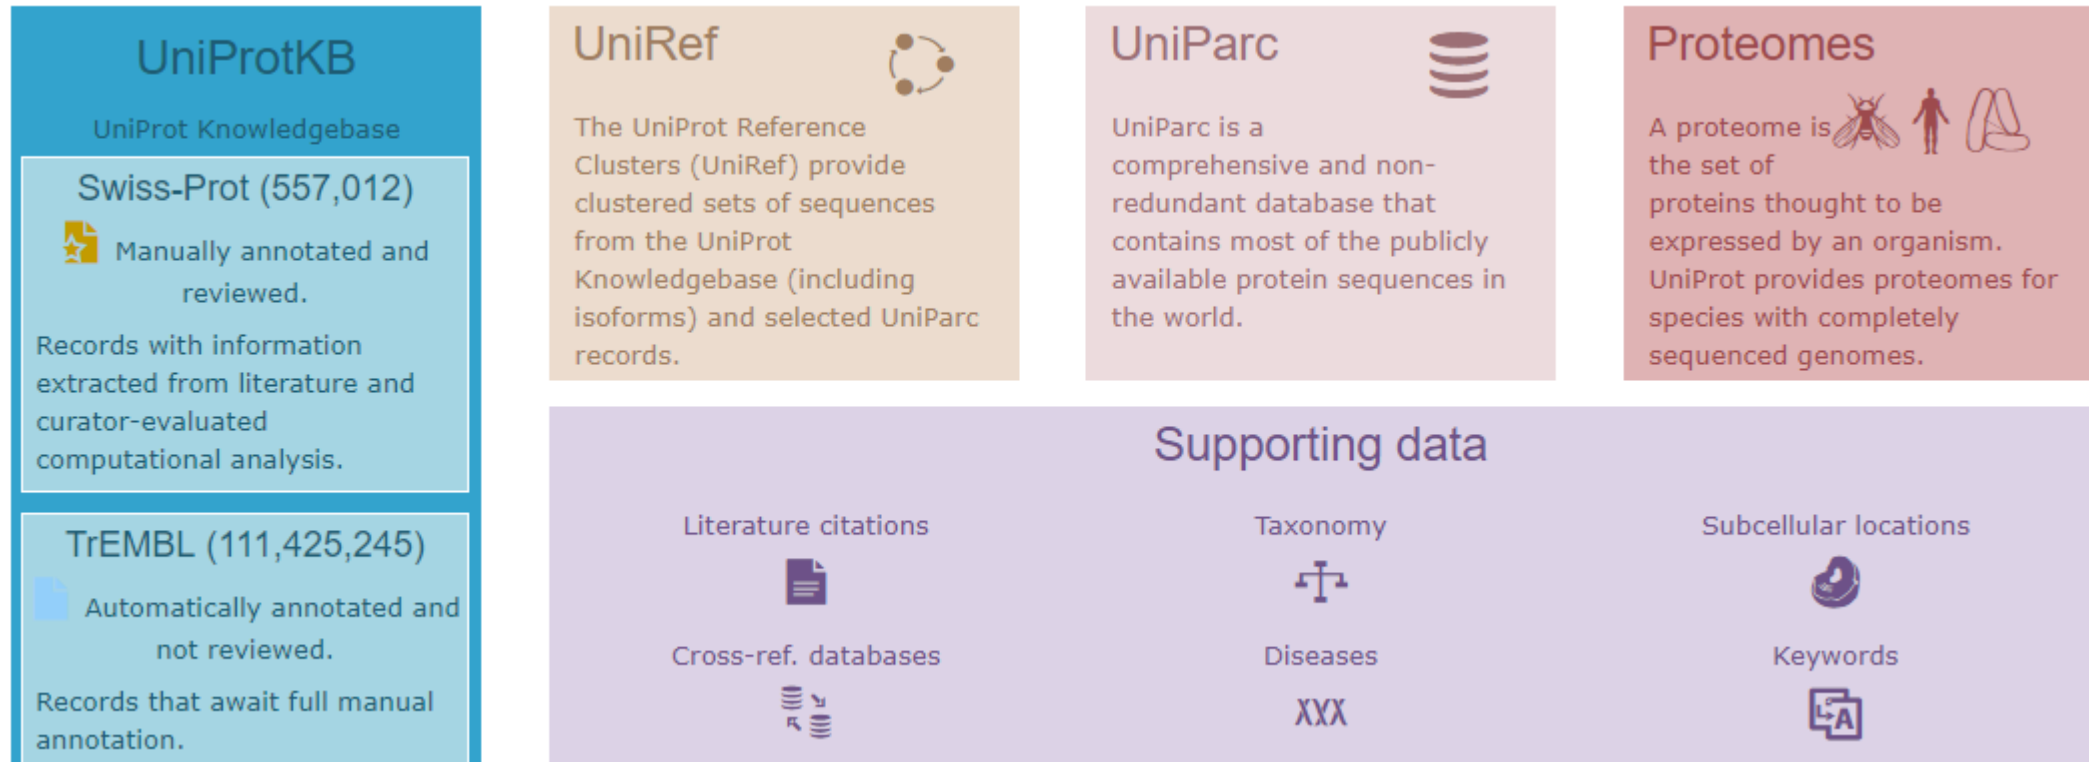 UniProtKB
UniProt Knowledgebase
Swiss-Prot (557,012)
Manually annotated and
reviewed.
Records with information
extracted from literature and
curator-evaluated
computational analysis.
TrEMBL (111,425,245)
Automatically annotated and
not reviewed.
Records that await full manual
annotation.
UniRef
The UniProt Reference
Clusters (UniRef) provide
clustered sets of sequences
from the UniProt
Knowledgebase (including
isoforms) and selected UniParc
records.
UniParc
UniParc is a
comprehensive and non-
redundant database that
contains most of the publicly
available protein sequences in
the world.
Proteomes
A proteome is
the set of
proteins thought to be
expressed by an organism.
UniProt provides proteomes for
species with completely
sequenced genomes.
Supporting data
Literature citations
Taxonomy
Subcellular locations
Cross-ref. databases
Diseases
Keywords